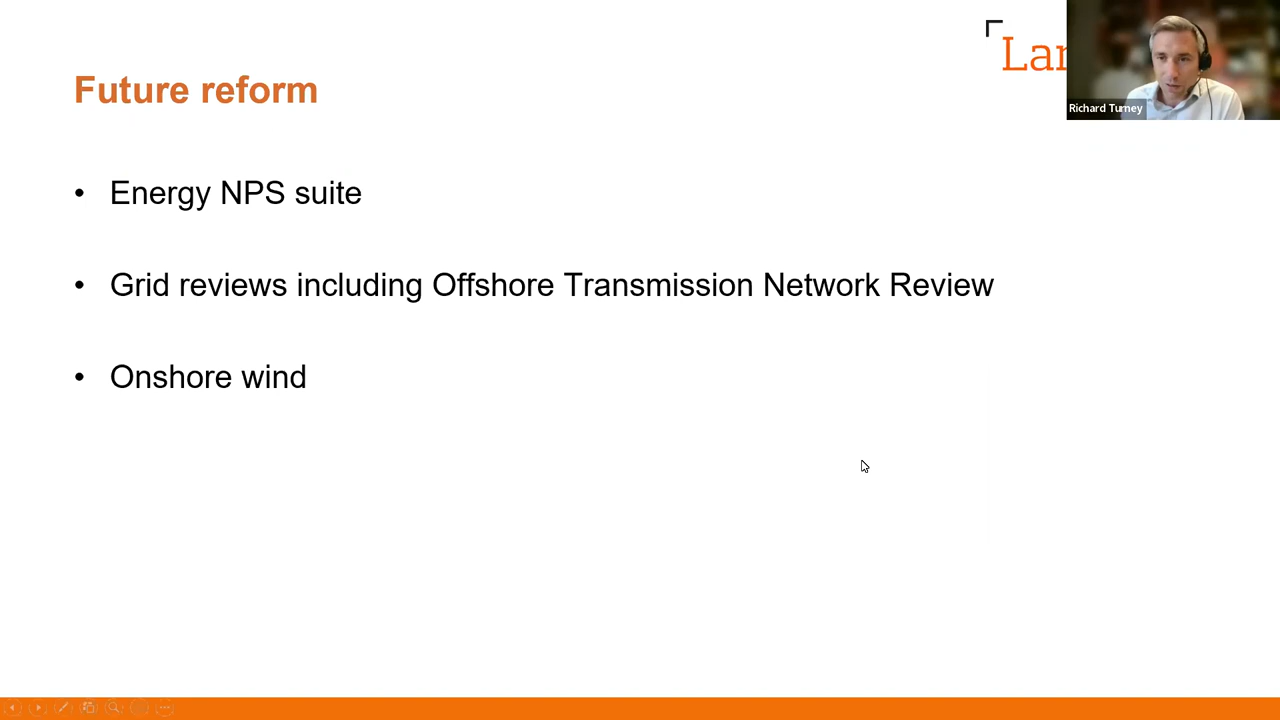 Future reform
Lan
Richard Turney
• Energy NPS suite
• Grid reviews including Offshore Transmission Network Review
• Onshore wind